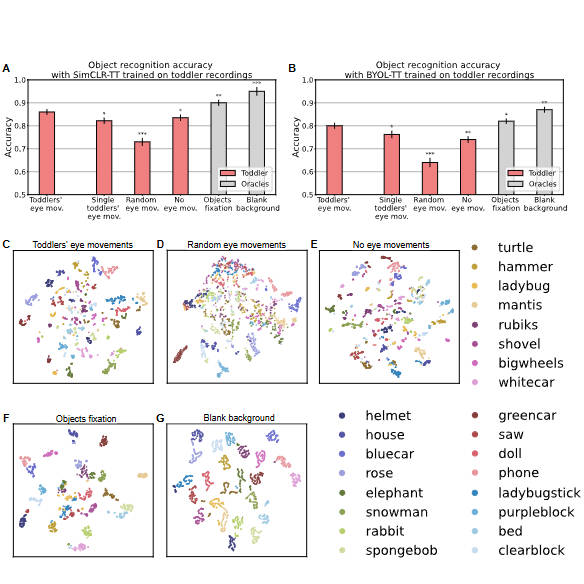 A
Object recognition accuracy
with SimCLR-TT trained on toddler recordings
1.0
0.9
0.8
0.7
0.6
0.5
Accuracy
*
***
*
**
***
Toddler
Oracles
Toddlers'
eye mov.
Single
toddlers'
eye mov.
Random
eye mov.
No
eye mov.
Objects
fixation
Blank
background
B
Object recognition accuracy
with BYOL-TT trained on toddler recordings
1.0
0.9
0.8
0.7
0.6
0.5
Accuracy
*
***
**
*
**
Toddler
Oracles
Toddlers'
eye mov.
Single
toddlers'
eye mov.
Random
eye mov.
No
eye mov.
Objects
fixation
Blank
background
C Toddlers' eye movements
D Random eye movements
E No eye movements
turtle
hammer
ladybug
mantis
rubiks
shovel
bigwheels
whitecar
F Objects fixation
G Blank background
helmet
house
bluecar
rose
elephant
snowman
rabbit
spongebob
greencar
saw
doll
phone
ladybugstick
purpleblock
bed
clearblock